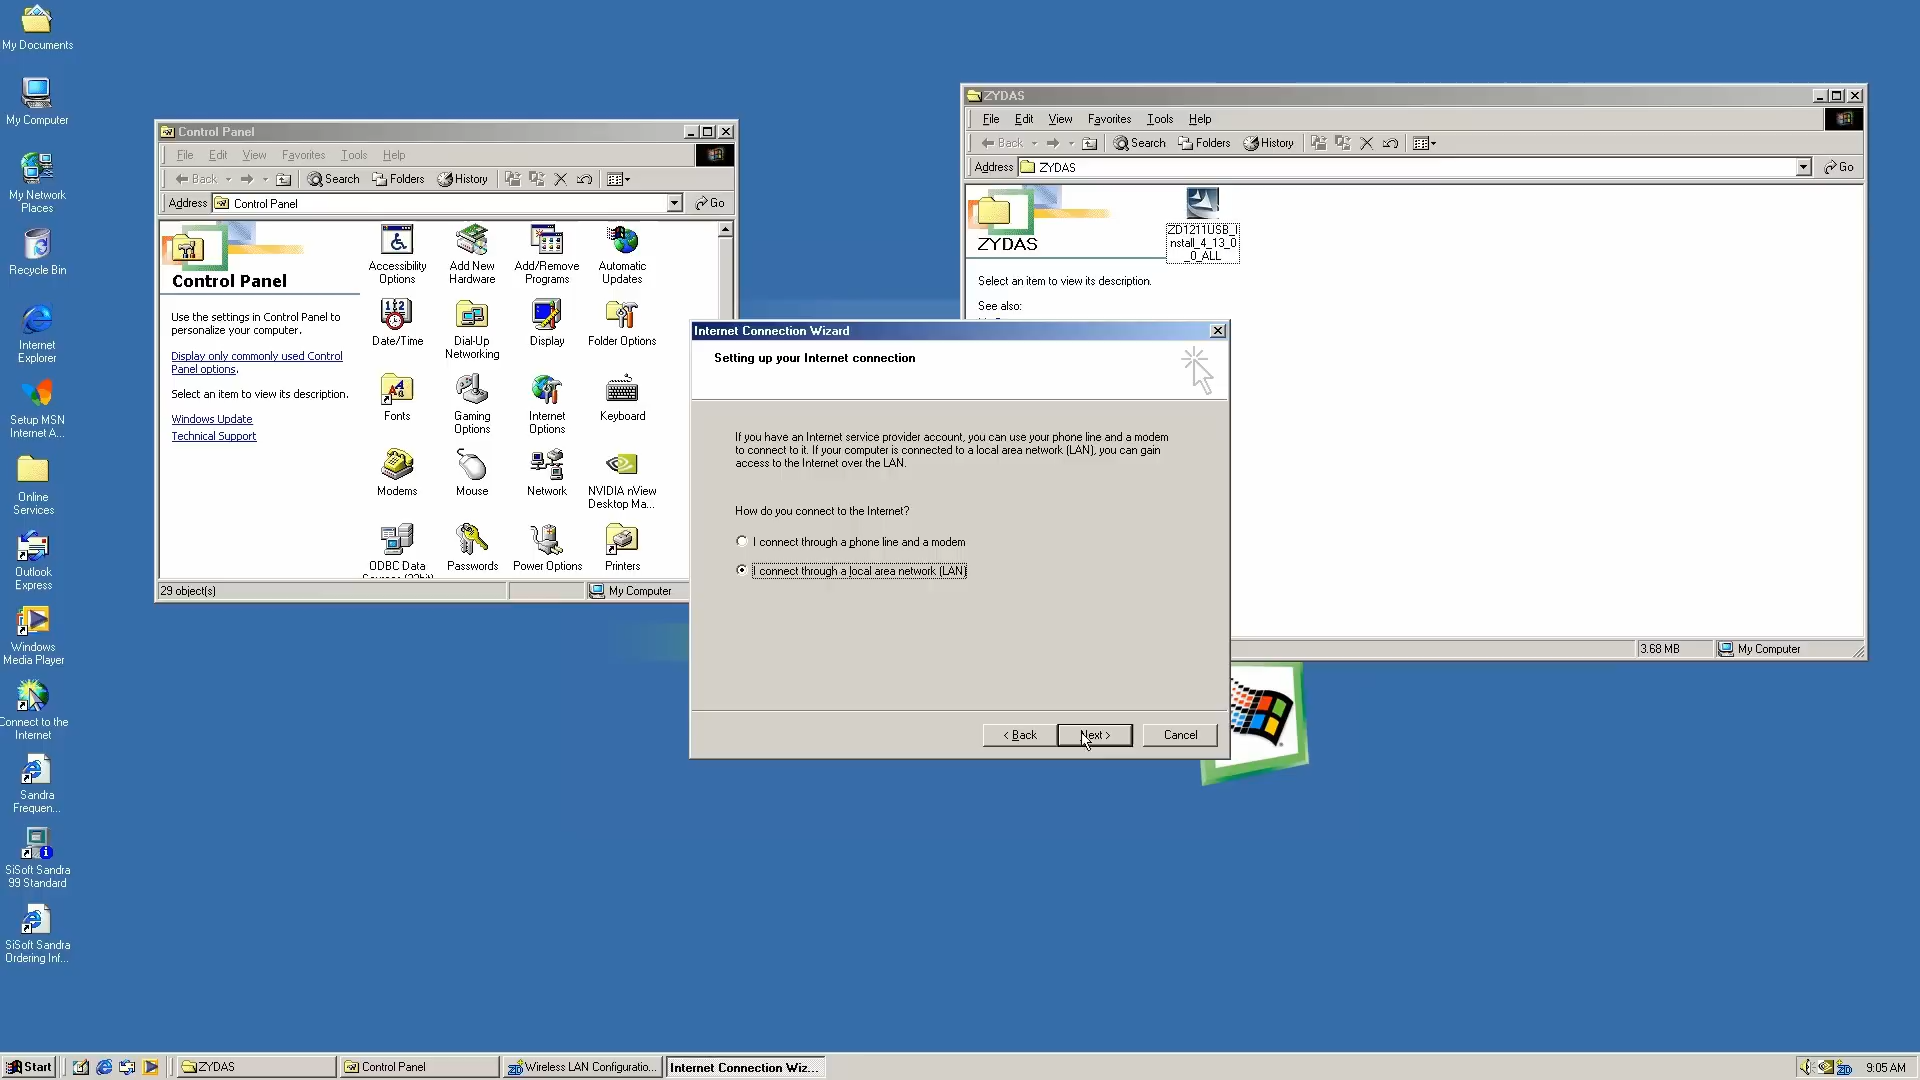 My Documents
My Computer
My Network
Places
Recycle Bin
Internet
Explorer
Setup MSN
Internet A...
Online
Services
Outlook
Express
Windows
Media Player
Connect to the
Internet
Sandra
Frequen...
SiSoft Sandra
99 Standard
SiSoft Sandra
Ordering Inf...
Control Panel
File Edit View Favorites Tools Help
Back Search Folders History
Address Control Panel Go
Control Panel
Use the settings in Control Panel to
personalize your computer.
Display only commonly used Control
Panel options.
Select an item to view its description.
Windows Update
Technical Support
Accessibility
Options
Add New
Hardware
Add/Remove
Programs
Automatic
Updates
Date/Time
Dial-Up
Networking
Display
Folder Options
Fonts
Gaming
Options
Internet
Options
Keyboard
Modems
Mouse
Network
NVIDIA nView
Desktop Ma...
ODBC Data
Sources (32bit)
Passwords
Power Options
Printers
29 object(s)
My Computer
ZYDAS
File Edit View Favorites Tools Help
Back Search Folders History
Address ZYDAS Go
ZYDAS
Select an item to view its description.
See also:
ZD1211USB_I
nstall_4_13_0
_0_ALL
3.68 MB
My Computer
Internet Connection Wizard
Setting up your Internet connection
If you have an Internet service provider account, you can use your phone line and a modem
to connect to it. If your computer is connected to a local area network (LAN), you can gain
access to the Internet over the LAN.
How do you connect to the Internet?
I connect through a phone line and a modem
I connect through a local area network (LAN)
< Back
Next >
Cancel
Start
ZYDAS
Control Panel
Wireless LAN Configuratio...
Internet Connection Wiz...
9:05 AM